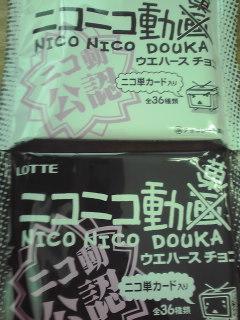 ニコニコ動画
NICO NICO DOUKA
ウエハース チョコ
ニコ動
公認
ニコ単カード入り
全36種類
LOTTE
菓
ニコニコ動画
NICO NICO DOUKA
ウエハース チョコ
ニコ動
公認
ニコ単カード入り
全36種類